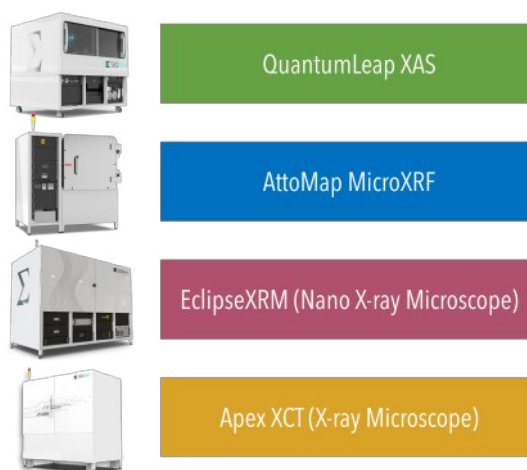 QuantumLeap XAS
AttoMap MicroXRF
EclipseXRM (Nano X-ray Microscope)
Apex XCT (X-ray Microscope)